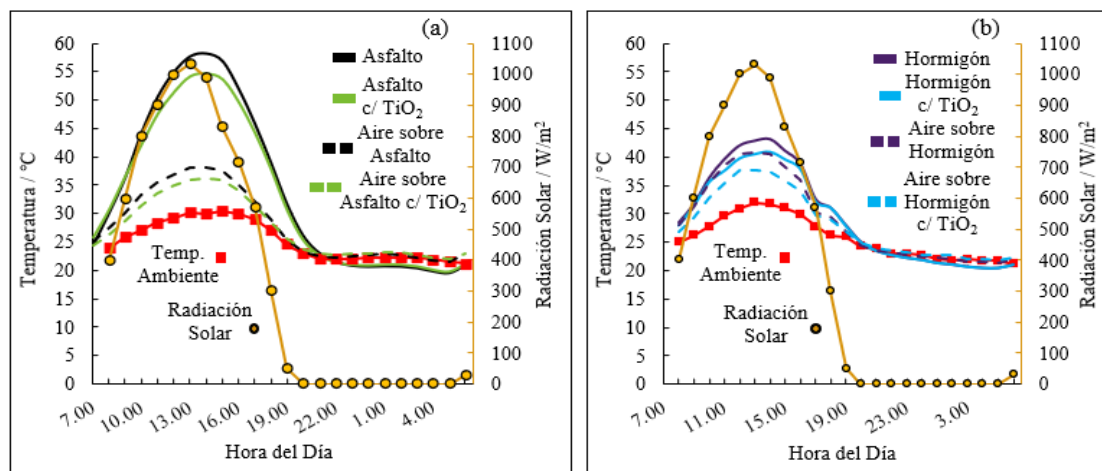 (a)
60
55
50
45
40
35
30
25
20
15
10
5
0
Temperatura / °C
1100
1000
900
800
700
600
500
400
300
200
100
0
Radiación Solar / W/m²
Asfalto
Asfalto
c/ TiO₂
Aire sobre
Asfalto
Aire sobre
Asfalto c/ TiO₂
Temp.
Ambiente
Radiación
Solar
7.00
10.00
13.00
16.00
19.00
22.00
1.00
4.00
Hora del Día
(b)
60
55
50
45
40
35
30
25
20
15
10
5
0
Temperatura / °C
1100
1000
900
800
700
600
500
400
300
200
100
0
Radiación Solar / W/m²
Hormigón
Hormigón
c/ TiO₂
Aire sobre
Hormigón
Aire sobre
Hormigón
c/ TiO₂
Temp.
Ambiente
Radiación
Solar
7.00
11.00
15.00
19.00
23.00
3.00
Hora del Día